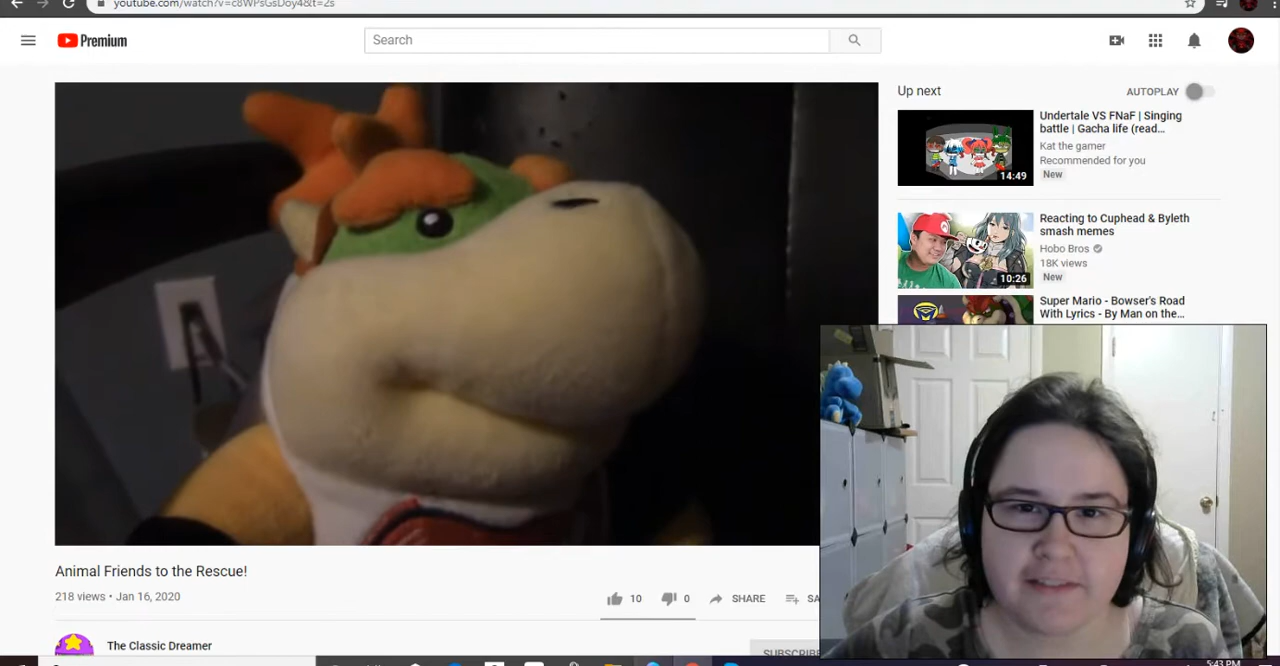 youtube.com/watch?v=c8WPsGsDoy4&t=2s
Premium
Search
Up next
AUTOPLAY
14:49
Undertale VS FNaF | Singing
battle | Gacha life (read...
Kat the gamer
Recommended for you
New
10:26
Reacting to Cuphead & Byleth
smash memes
Hobo Bros
18K views
New
Super Mario - Bowser's Road
With Lyrics - By Man on the...
Animal Friends to the Rescue!
218 views • Jan 16, 2020
10
0
SHARE
SA
The Classic Dreamer
SUBSCRIBE
5:43 PM